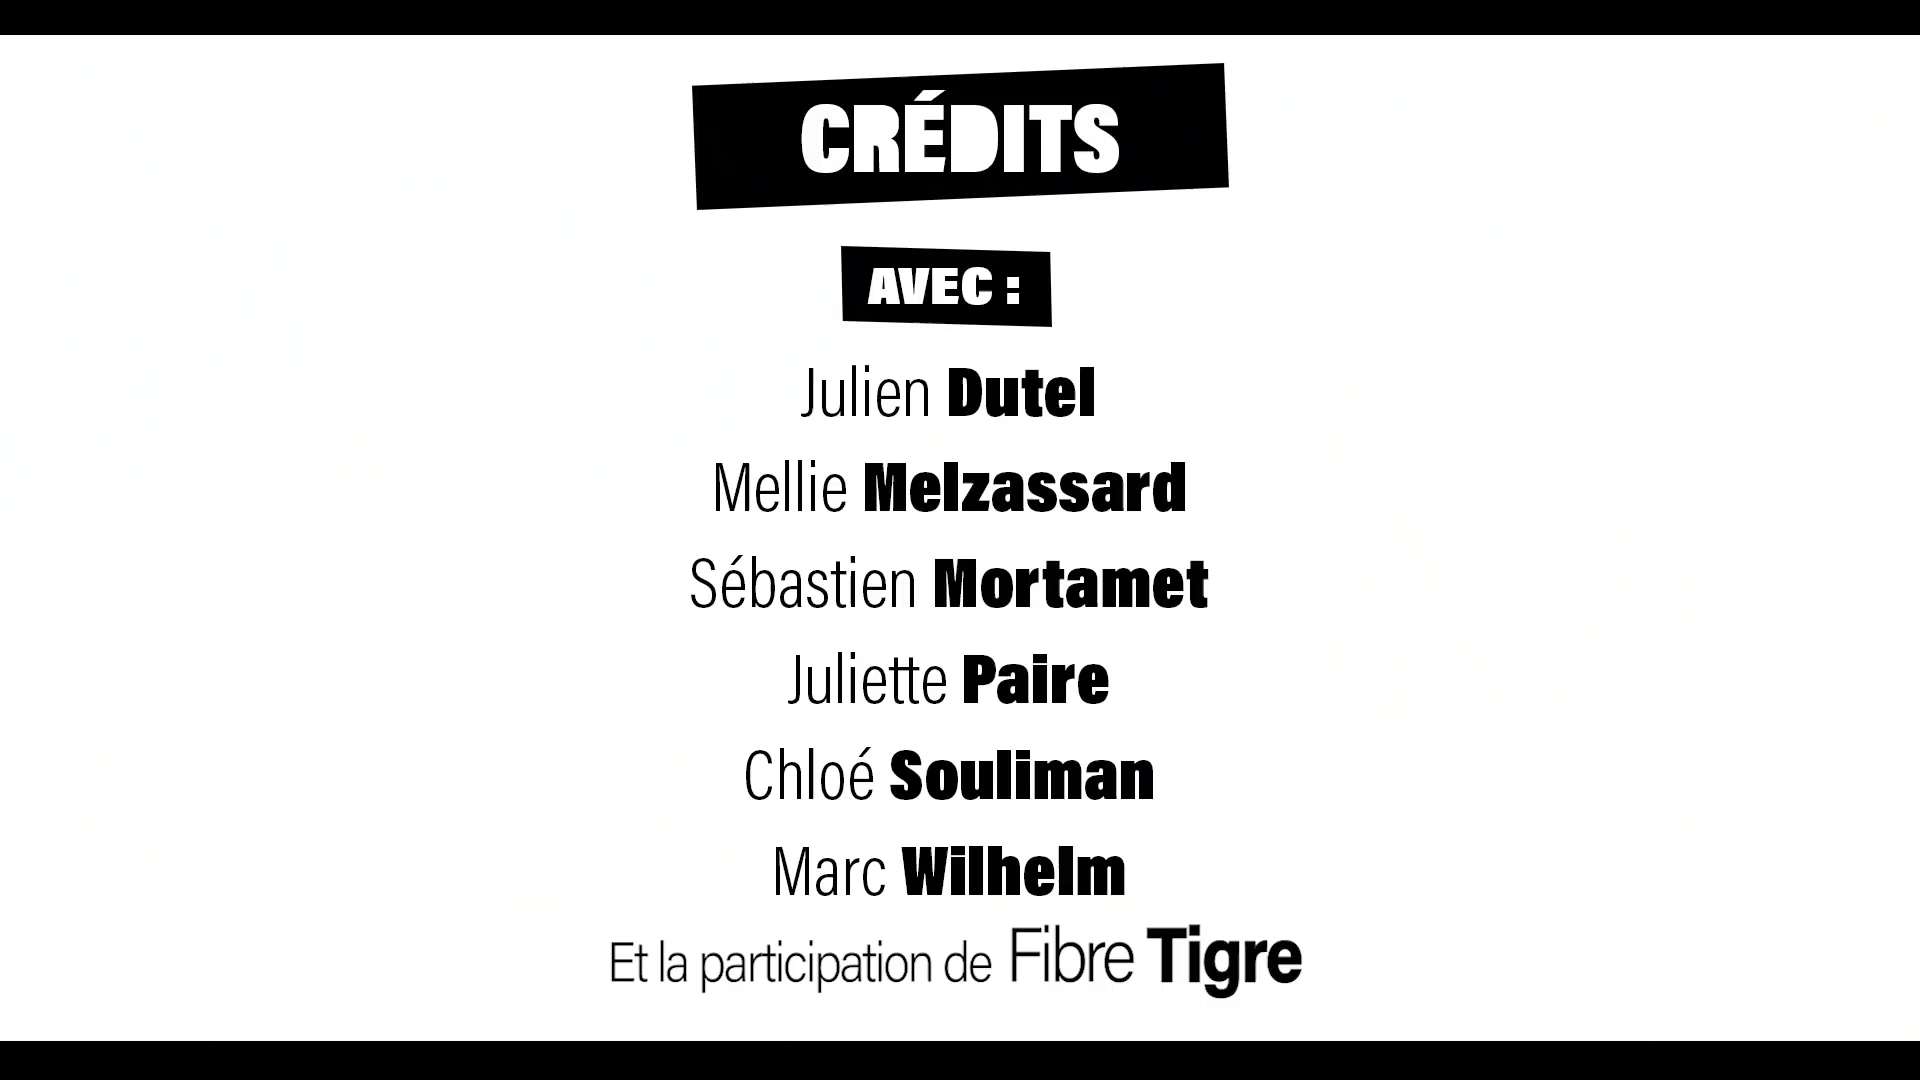 CRÉDITS
AVEC :
Julien Dutel
Mellie Melzassard
Sébastien Mortamet
Juliette Paire
Chloé Souliman
Marc Wilhelm
Et la participation de Fibre Tigre